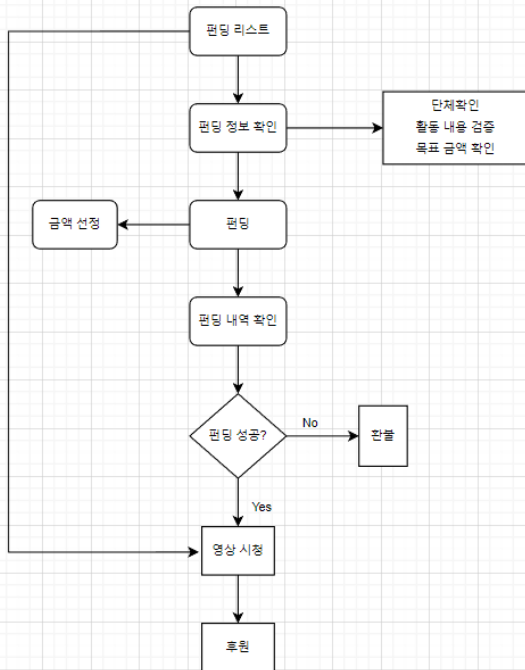 펀딩 리스트
펀딩 정보 확인
단체확인
활동 내용 검증
목표 금액 확인
금액 선정
펀딩
펀딩 내역 확인
펀딩 성공?
No
환불
Yes
영상 시청
후원